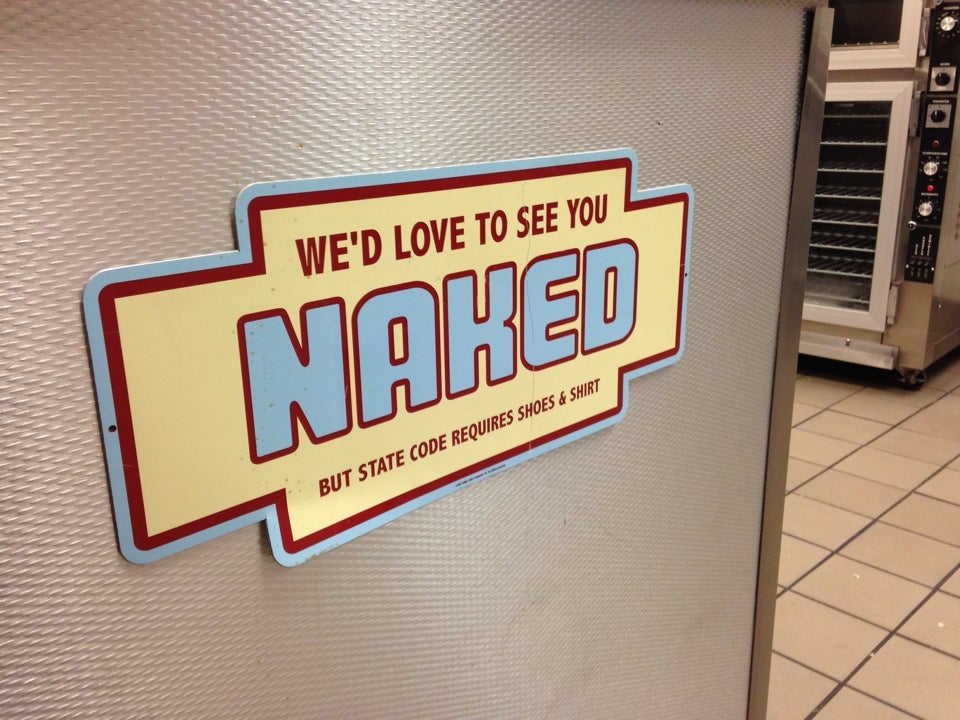 WE'D LOVE TO SEE YOU
NAKED
BUT STATE CODE REQUIRES SHOES & SHIRT